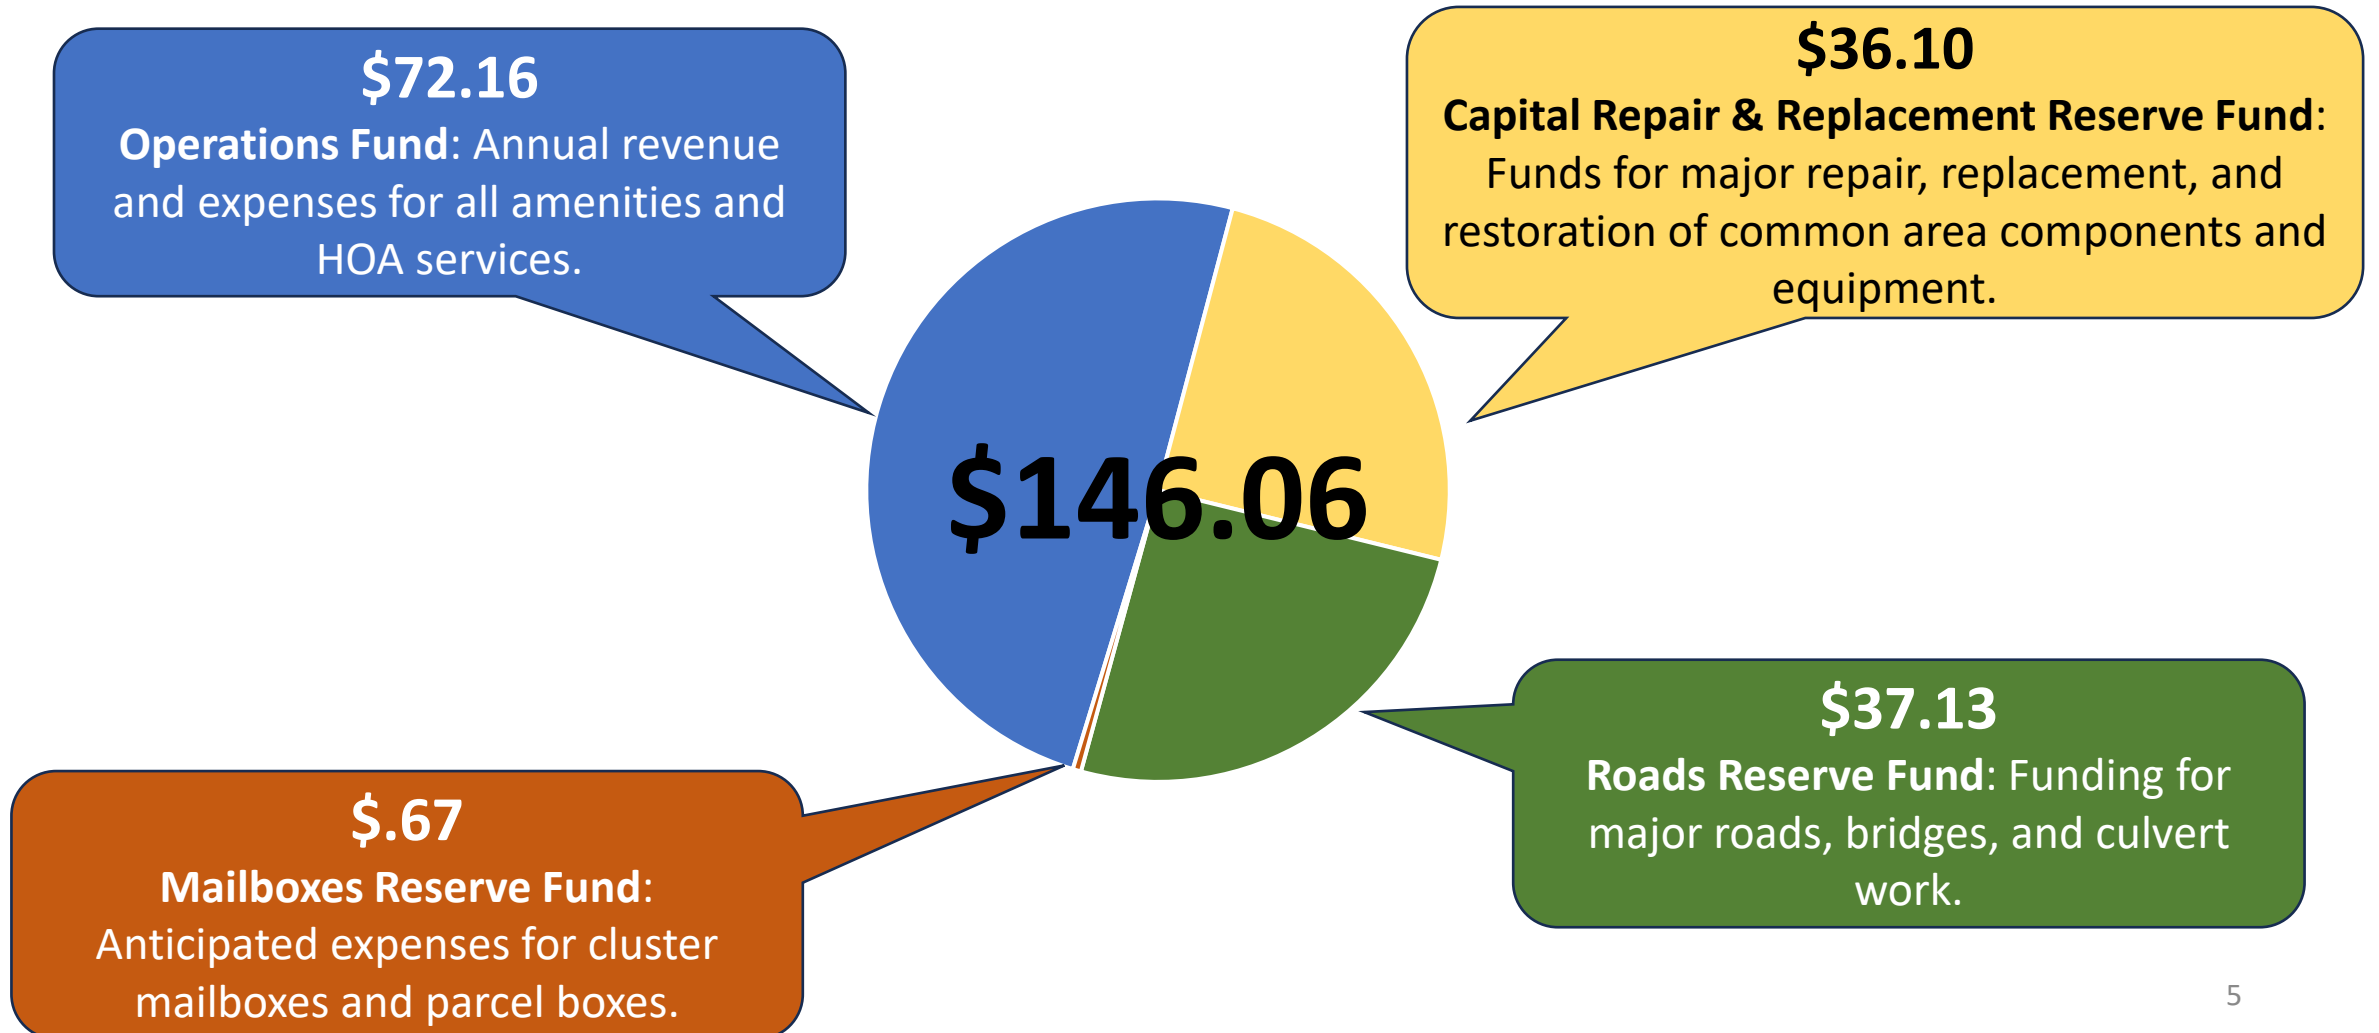 $72.16
Operations Fund: Annual revenue
and expenses for all amenities and
HOA services.
$36.10
Capital Repair & Replacement Reserve Fund:
Funds for major repair, replacement, and
restoration of common area components and
equipment.
$146.06
$.67
Mailboxes Reserve Fund:
Anticipated expenses for cluster
mailboxes and parcel boxes.
$37.13
Roads Reserve Fund: Funding for
major roads, bridges, and culvert
work.
5